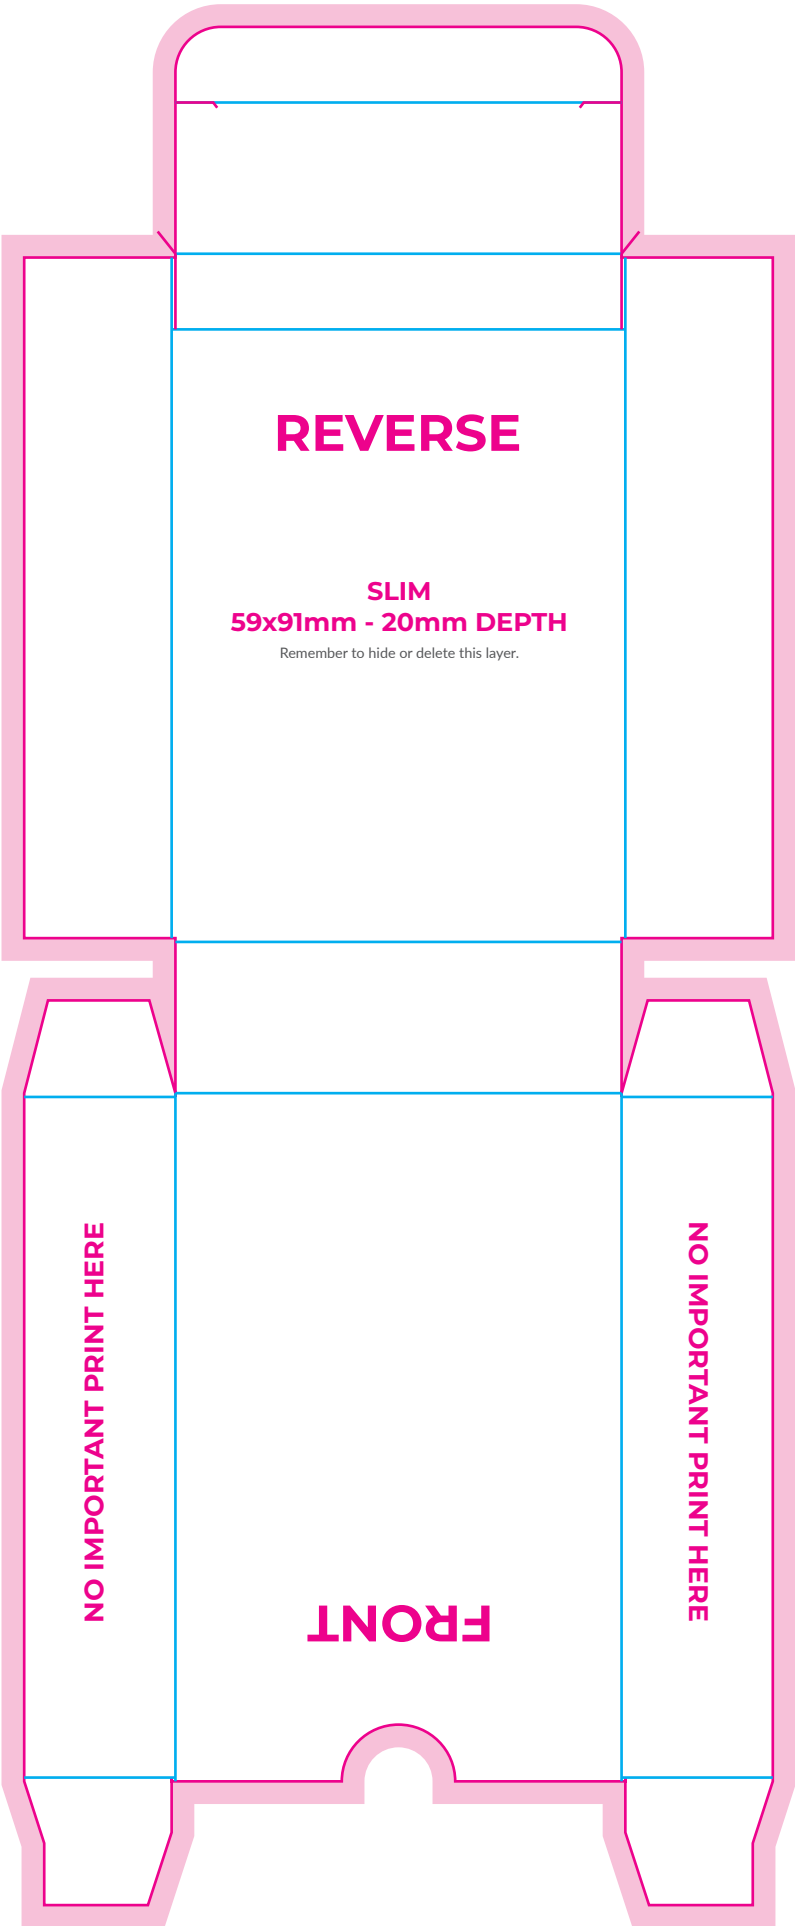 REVERSE
SLIM
59x91mm - 20mm DEPTH
Remember to hide or delete this layer.
NO IMPORTANT PRINT HERE
NO IMPORTANT PRINT HERE
FRONT